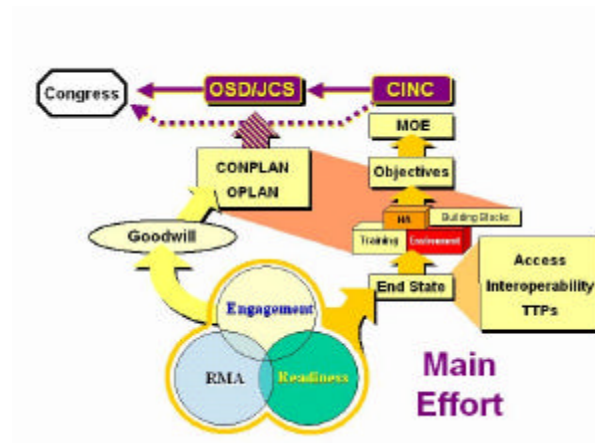 Congress
OSD/JCS
CINC
MOE
CONPLAN
OPLAN
Objectives
HA
Building Blocks
Training
Environment
Goodwill
End State
Access
Interoperability
TTPs
Engagement
RMA
Readiness
Main
Effort